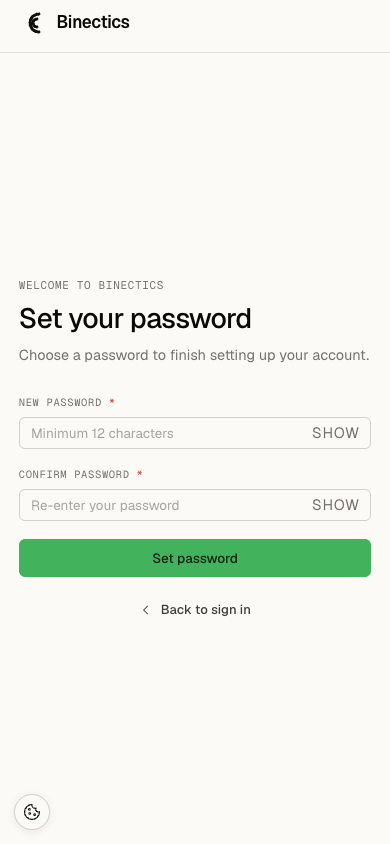 Binectics
WELCOME TO BINECTICS
Set your password
Choose a password to finish setting up your account.
NEW PASSWORD *
Minimum 12 characters SHOW
CONFIRM PASSWORD *
Re-enter your password SHOW
Set password
Back to sign in